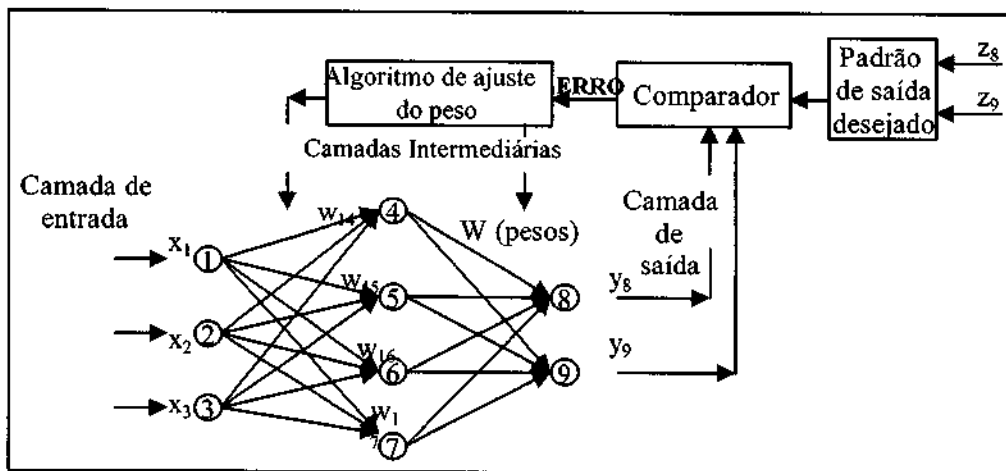 Algoritmo de ajuste
do peso
ERRO
Comparador
Padrão
de saída
desejado
z8
z9
Camadas Intermediárias
Camada de
entrada
W (pesos)
Camada
de
saída
x1
x2
x3
w14
w15
w16
w1
7
1
2
3
4
5
6
7
8
9
y8
y9